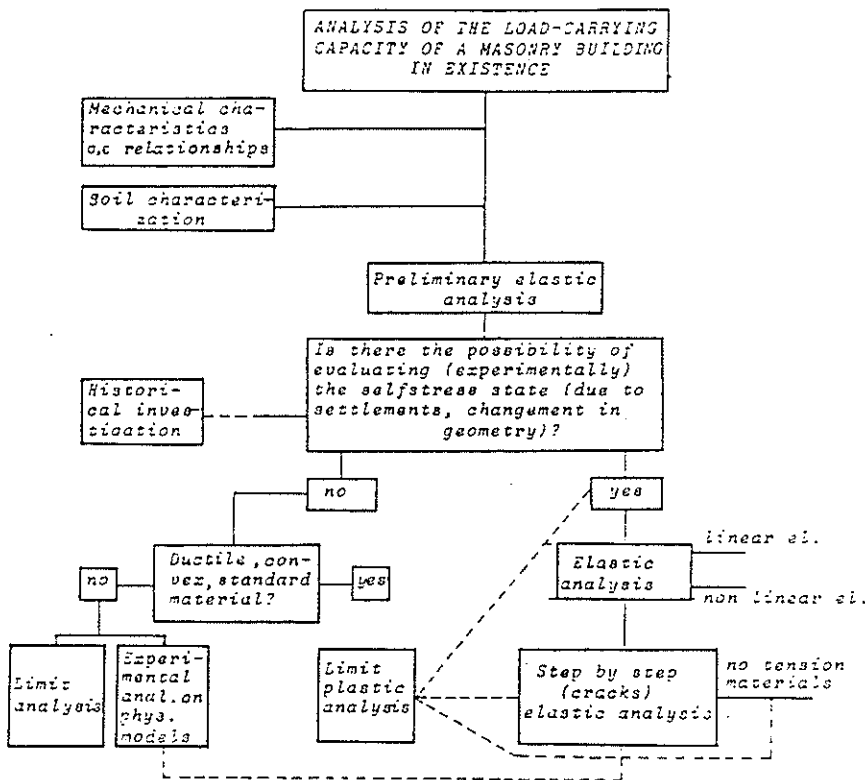 ANALYSIS OF THE LOAD-CARRYING
CAPACITY OF A MASONRY BUILDING
IN EXISTENCE
Mechanical cha-
racteristics
σ,ε relationships
Soil characteri-
zation
Preliminary elastic
analysis
Is there the possibility of
evaluating (experimentally)
the selfstress state (due to
settlements, changement in
geometry)?
Histori-
cal inves-
tigation
no
yes
linear el.
Ductile, con-
vex, standard
material?
no
yes
Elastic
analysis
non linear el.
Limit
analysis
Experi-
mental
anal. on
phys.
models
Limit
plastic
analysis
Step by step
(cracks)
elastic analysis
no tension
materials